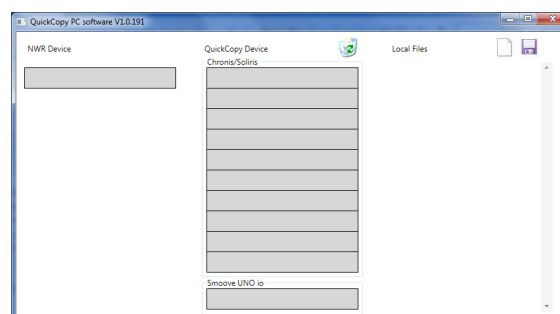 QuickCopy PC software V1.0.191
NWR Device
QuickCopy Device
Local Files
Chronis/Soliris
Smoove UNO io